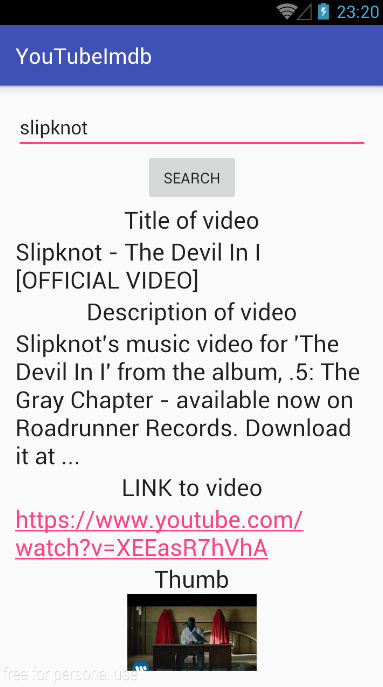 23:20
YouTubeImdb
slipknot
SEARCH
Title of video
Slipknot - The Devil In I
[OFFICIAL VIDEO]
Description of video
Slipknot's music video for 'The
Devil In I' from the album, .5: The
Gray Chapter - available now on
Roadrunner Records. Download
it at ...
LINK to video
https://www.youtube.com/
watch?v=XEEasR7hVhA
Thumb
free for personal use